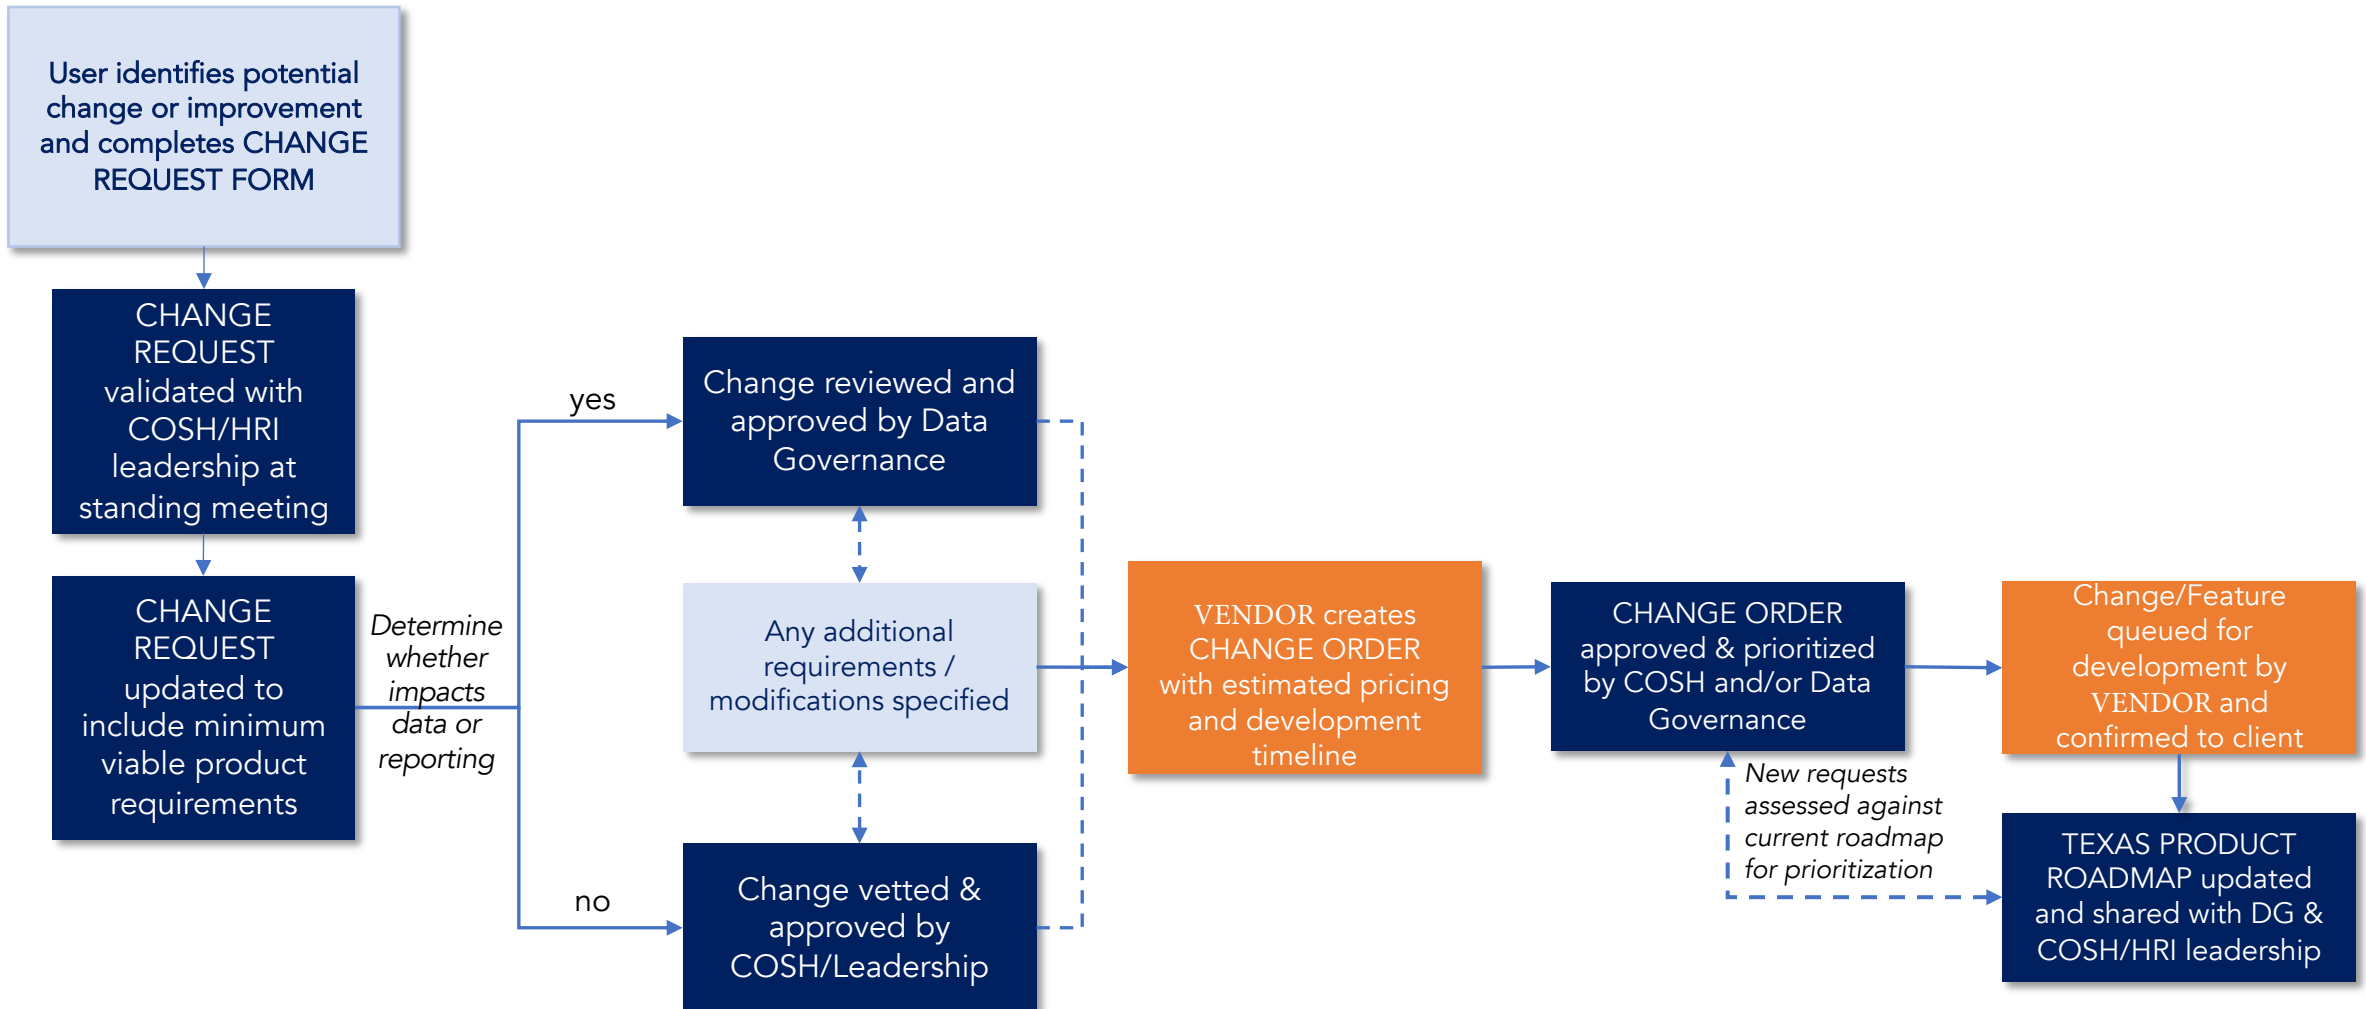 User identifies potential
change or improvement
and completes CHANGE
REQUEST FORM
CHANGE
REQUEST
validated with
COSH/HRI
leadership at
standing meeting
CHANGE
REQUEST
updated to
include minimum
viable product
requirements
Determine
whether
impacts
data or
reporting
yes
no
Change reviewed and
approved by Data
Governance
Any additional
requirements /
modifications specified
Change vetted &
approved by
COSH/Leadership
VENDOR creates
CHANGE ORDER
with estimated pricing
and development
timeline
CHANGE ORDER
approved & prioritized
by COSH and/or Data
Governance
New requests
assessed against
current roadmap
for prioritization
Change/Feature
queued for
development by
VENDOR and
confirmed to client
TEXAS PRODUCT
ROADMAP updated
and shared with DG &
COSH/HRI leadership